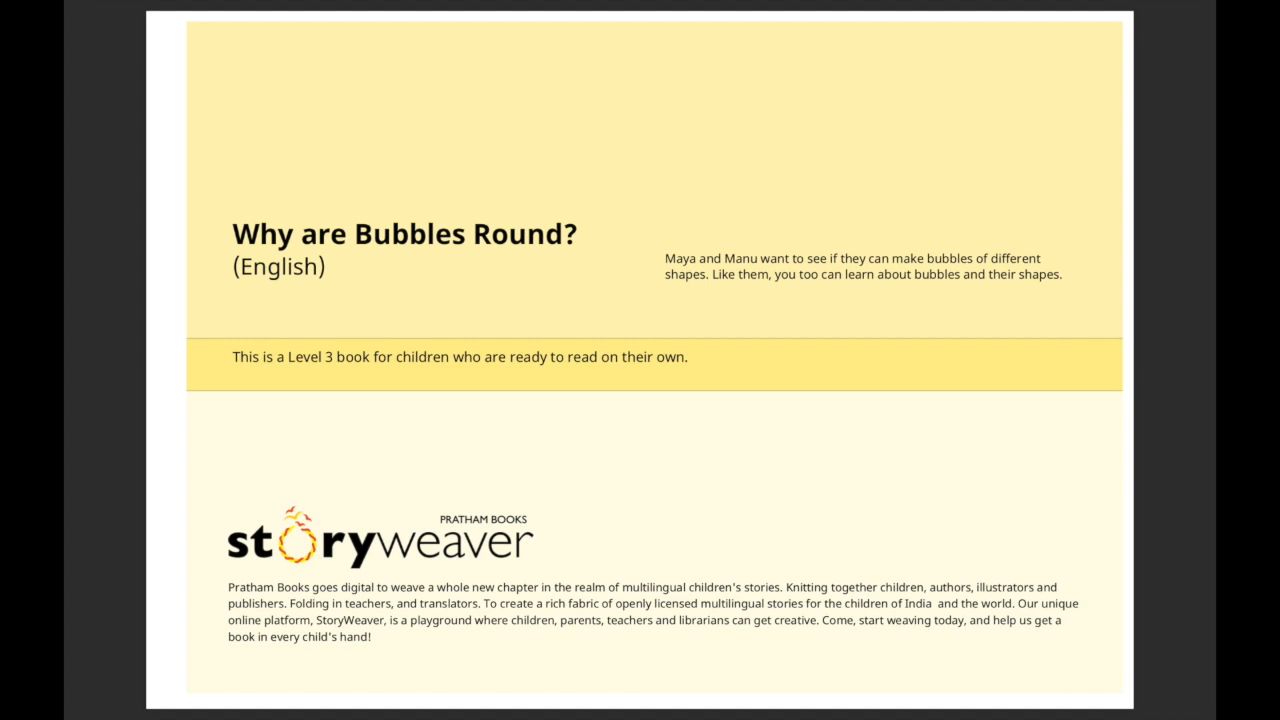 Why are Bubbles Round?
(English)
Maya and Manu want to see if they can make bubbles of different
shapes. Like them, you too can learn about bubbles and their shapes.
This is a Level 3 book for children who are ready to read on their own.
PRATHAM BOOKS
storyweaver
Pratham Books goes digital to weave a whole new chapter in the realm of multilingual children's stories. Knitting together children, authors, illustrators and
publishers. Folding in teachers, and translators. To create a rich fabric of openly licensed multilingual stories for the children of India  and the world. Our unique
online platform, StoryWeaver, is a playground where children, parents, teachers and librarians can get creative. Come, start weaving today, and help us get a
book in every child's hand!